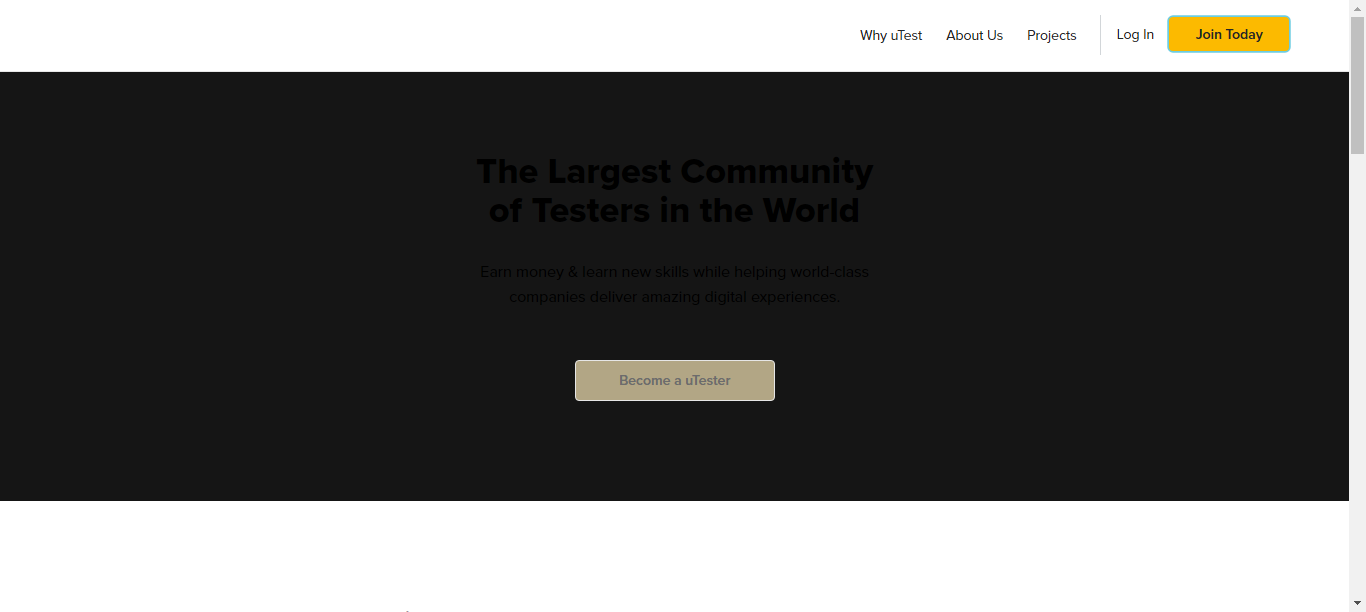 Why uTest
About Us
Projects
Log In
Join Today
The Largest Community
of Testers in the World
Earn money & learn new skills while helping world-class
companies deliver amazing digital experiences.
Become a uTester